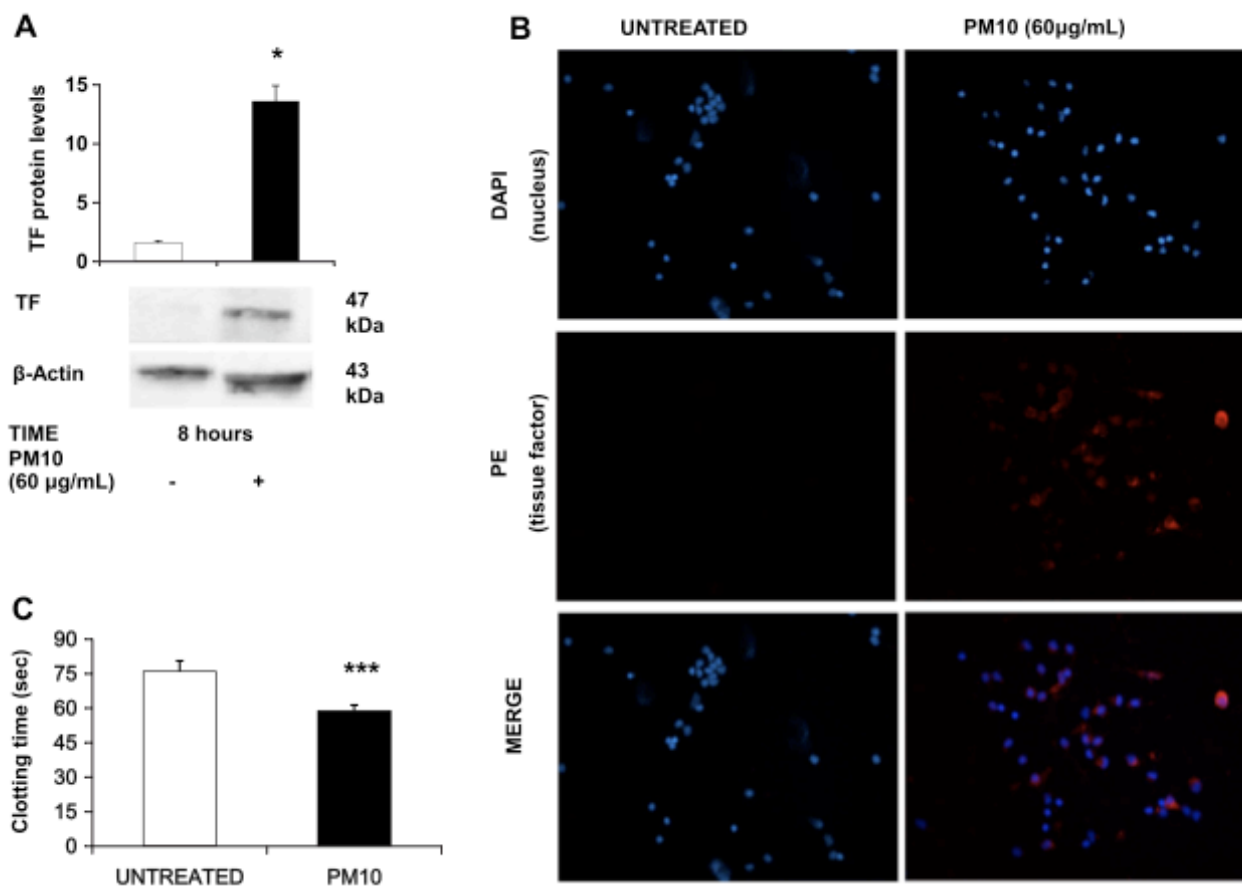 A
*
TF protein levels
15
10
5
0
TF
47
kDa
β-Actin
43
kDa
TIME
8 hours
PM10
(60 μg/mL)
-
+
B
UNTREATED
PM10 (60μg/mL)
DAPI
(nucleus)
PE
(tissue factor)
MERGE
C
***
Clotting time (sec)
90
75
60
45
30
15
0
UNTREATED
PM10